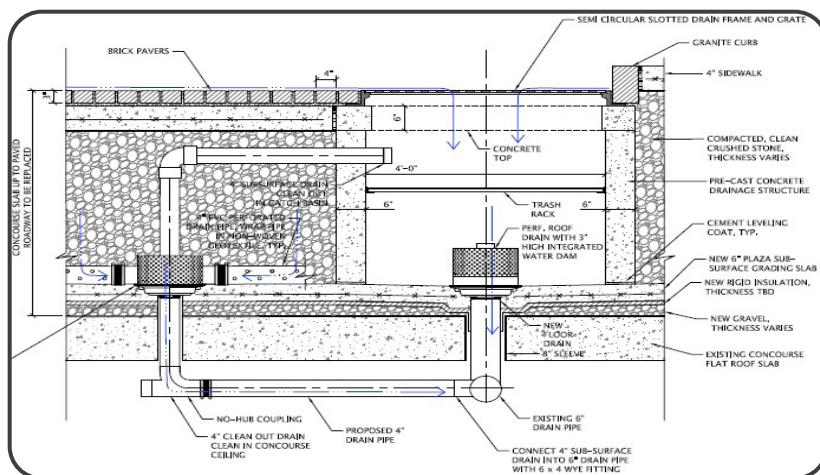 SEMI CIRCULAR SLOTTED DRAIN FRAME AND GRATE
BRICK PAVERS
GRANITE CURB
4"
4" SIDEWALK
3"
6"
CONCRETE
TOP
COMPACTED, CLEAN
CRUSHED STONE,
THICKNESS VARIES
4'-0"
PRE-CAST CONCRETE
DRAINAGE STRUCTURE
CONCOURSE SLAB UP TO PAVED
ROADWAY TO BE REPLACED
4" SUBSURFACE DRAIN
CLEAN OUT
IN CATCH BASIN
6"
TRASH
RACK
6"
4" PVC PERFORATED
DRAIN PIPE, WRAP PIPE
IN NON-WOVEN
GEOTEXTILE, TYP.
PERF. ROOF
DRAIN WITH 3"
HIGH INTEGRATED
WATER DAM
CEMENT LEVELING
COAT, TYP.
NEW 6" PLAZA SUB-
SURFACE GRADING SLAB
NEW RIGID INSULATION,
THICKNESS TBD
NEW GRAVEL,
THICKNESS VARIES
NEW
FLOOR
DRAIN
8" SLEEVE
EXISTING CONCOURSE
FLAT ROOF SLAB
NO-HUB COUPLING
4" CLEAN OUT DRAIN
CLEAN IN CONCOURSE
CEILING
PROPOSED 4"
DRAIN PIPE
EXISTING 6"
DRAIN PIPE
CONNECT 4" SUB-SURFACE
DRAIN INTO 6" DRAIN PIPE
WITH 6 x 4 WYE FITTING